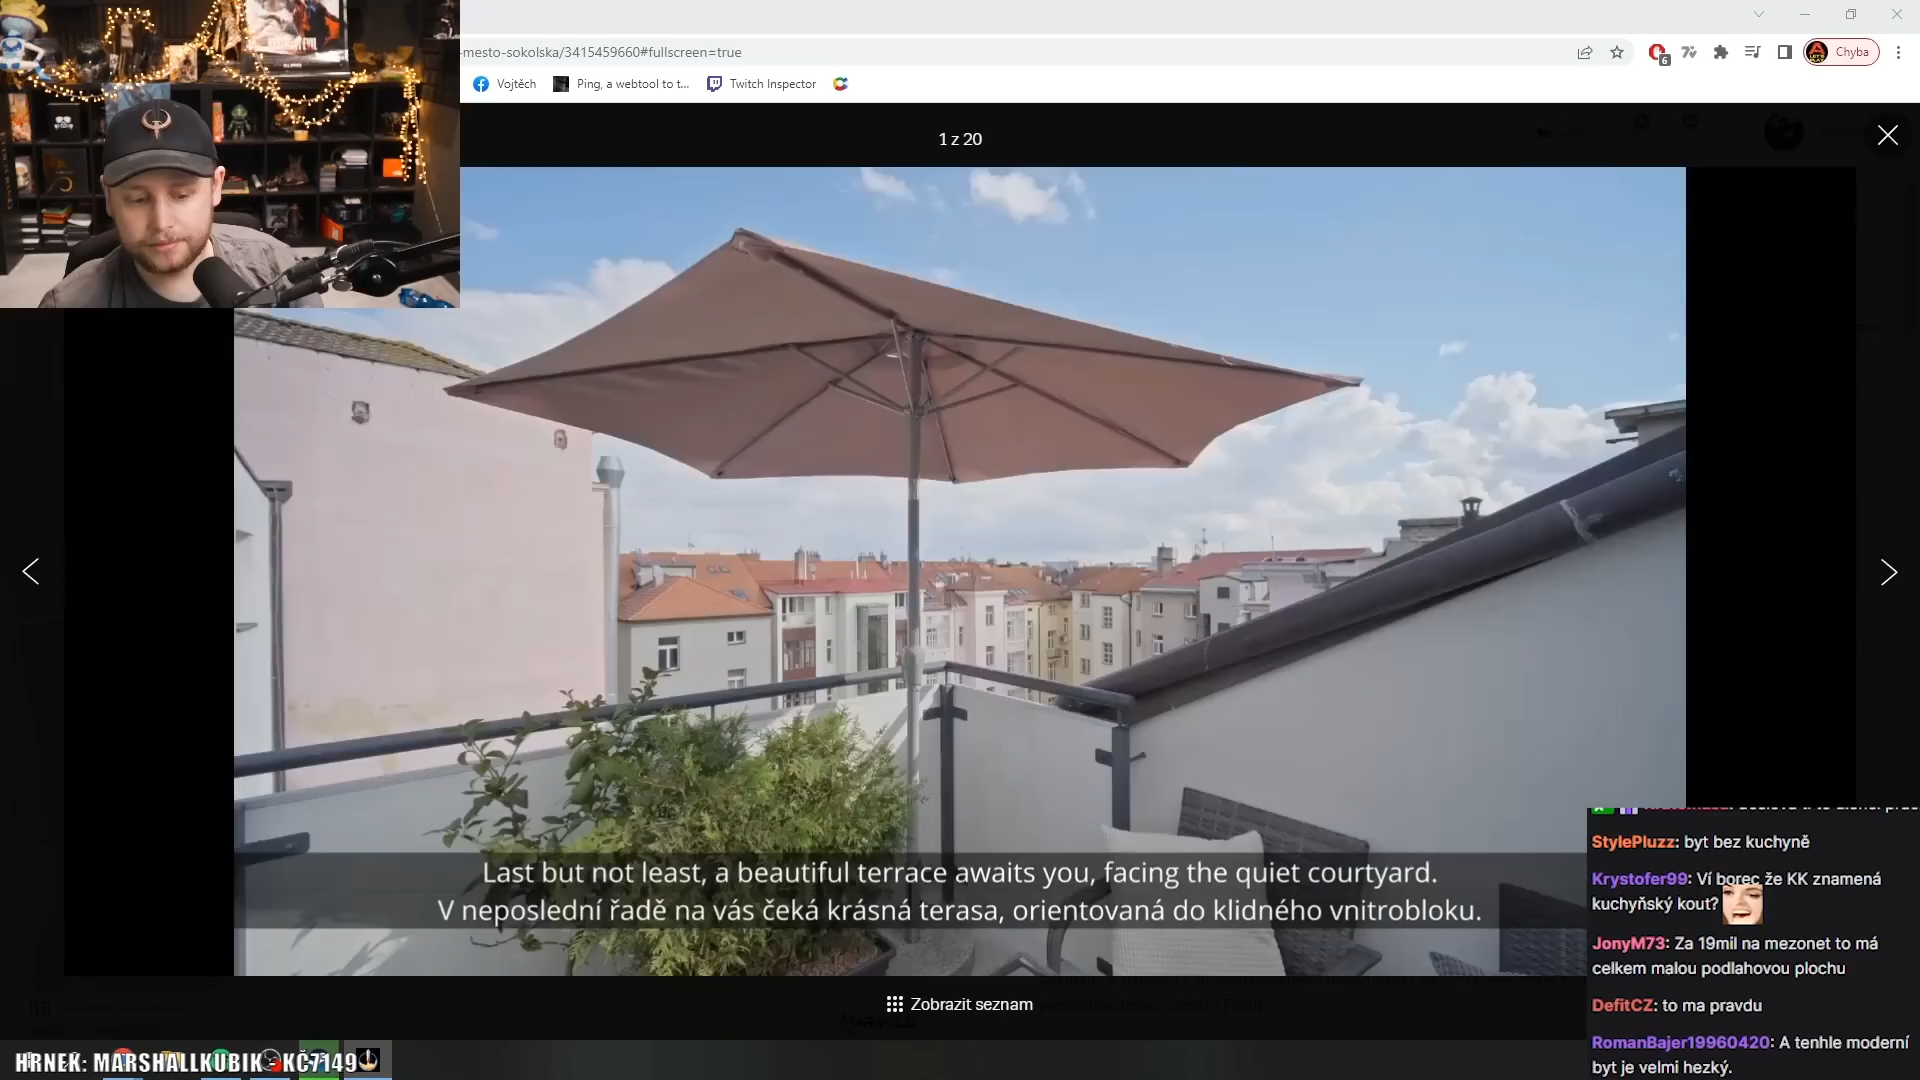 -mesto-sokolska/3415459660#fullscreen=true
6
Chyba
Vojtěch
Ping, a webtool to t...
Twitch Inspector
1 z 20
Last but not least, a beautiful terrace awaits you, facing the quiet courtyard.
V neposlední řadě na vás čeká krásná terasa, orientovaná do klidného vnitrobloku.
Zobrazit seznam
StylePluzz: byt bez kuchyně
Krystofer99: Ví borec že KK znamená
kuchyňský kout?
JonyM73: Za 19mil na mezonet to má
celkem malou podlahovou plochu
DefitCZ: to ma pravdu
RomanBajer19960420: A tenhle moderní
byt je velmi hezký.
HRNEK: MARSHALLKUBIK - KČ7149